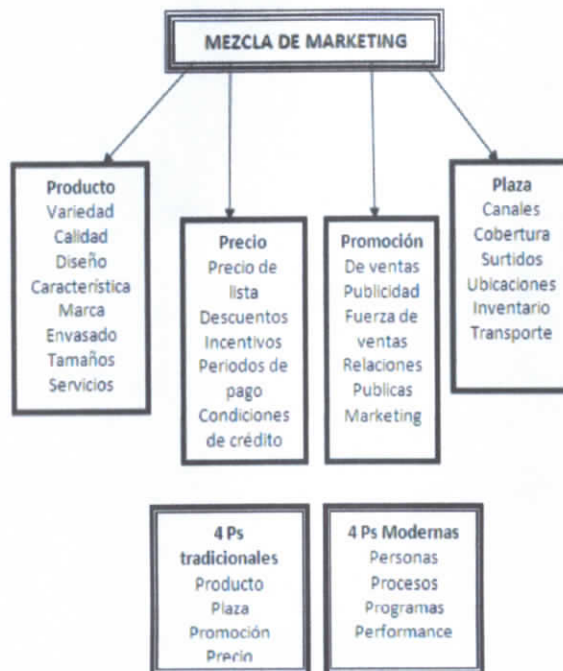 MEZCLA DE MARKETING
Producto
Variedad
Calidad
Diseño
Característica
Marca
Envasado
Tamaños
Servicios
Precio
Precio de
lista
Descuentos
Incentivos
Periodos de
pago
Condiciones
de crédito
Promoción
De ventas
Publicidad
Fuerza de
ventas
Relaciones
Publicas
Marketing
Plaza
Canales
Cobertura
Surtidos
Ubicaciones
Inventario
Transporte
4 Ps
tradicionales
Producto
Plaza
Promoción
Precio
4 Ps Modernas
Personas
Procesos
Programas
Performance